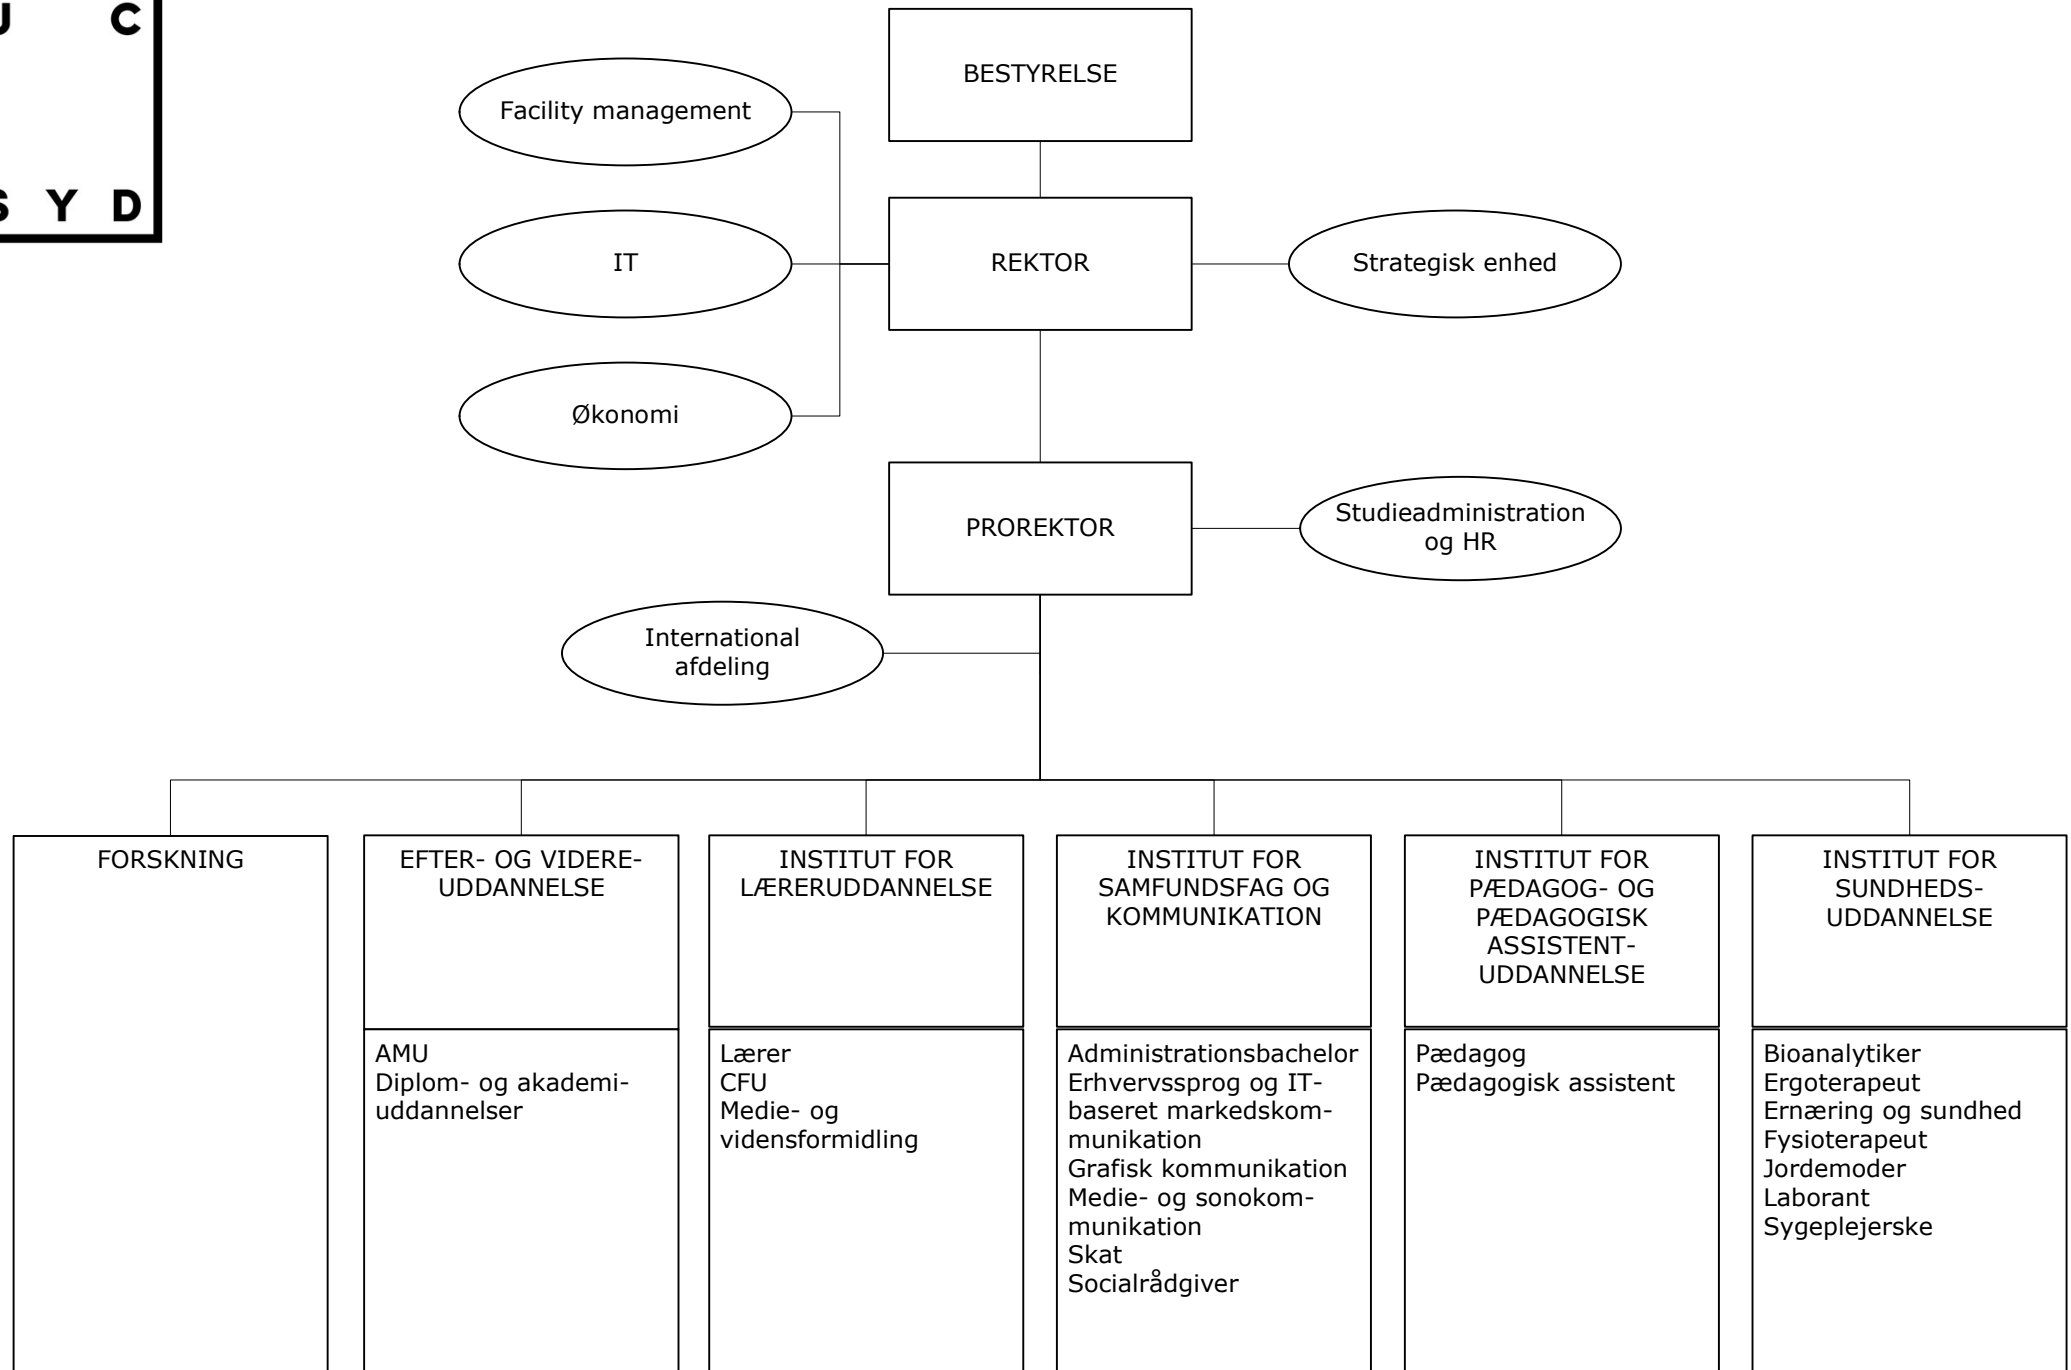 U C
S Y D
BESTYRELSE
Facility management
IT
REKTOR
Strategisk enhed
Økonomi
PROREKTOR
Studieadministration
og HR
International
afdeling
FORSKNING
EFTER- OG VIDERE-
UDDANNELSE
AMU
Diplom- og akademi-
uddannelser
INSTITUT FOR
LÆRERUDDANNELSE
Lærer
CFU
Medie- og
vidensformidling
INSTITUT FOR
SAMFUNDSFAG OG
KOMMUNIKATION
Administrationsbachelor
Erhvervssprog og IT-
baseret markedskom-
munikation
Grafisk kommunikation
Medie- og sonokom-
munikation
Skat
Socialrådgiver
INSTITUT FOR
PÆDAGOG- OG
PÆDAGOGISK
ASSISTENT-
UDDANNELSE
Pædagog
Pædagogisk assistent
INSTITUT FOR
SUNDHEDS-
UDDANNELSE
Bioanalytiker
Ergoterapeut
Ernæring og sundhed
Fysioterapeut
Jordemoder
Laborant
Sygeplejerske